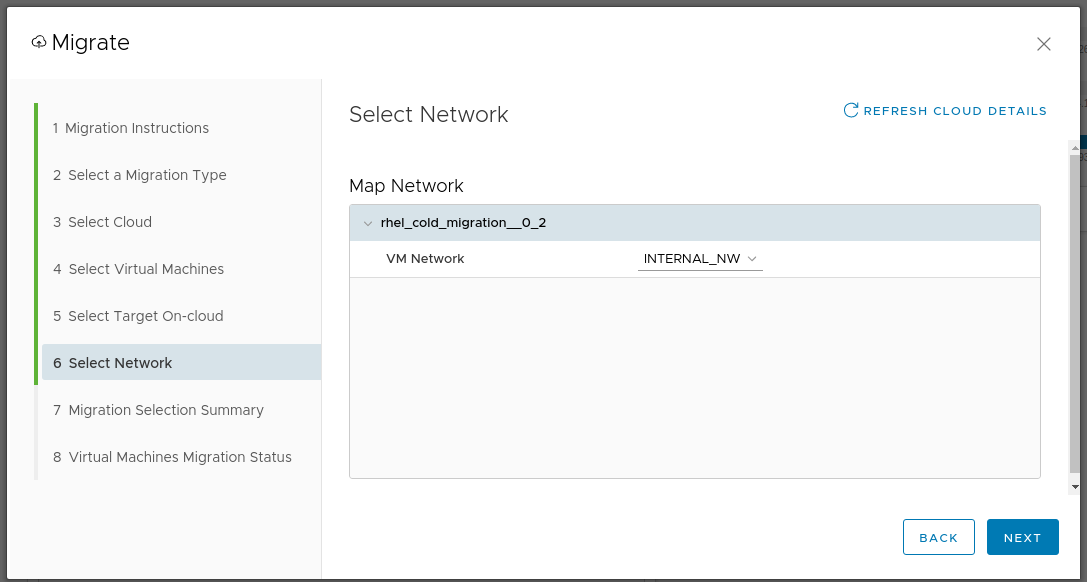 Migrate
1 Migration Instructions
2 Select a Migration Type
3 Select Cloud
4 Select Virtual Machines
5 Select Target On-cloud
6 Select Network
7 Migration Selection Summary
8 Virtual Machines Migration Status
Select Network
REFRESH CLOUD DETAILS
Map Network
rhel_cold_migration__0_2
VM Network INTERNAL_NW
BACK NEXT